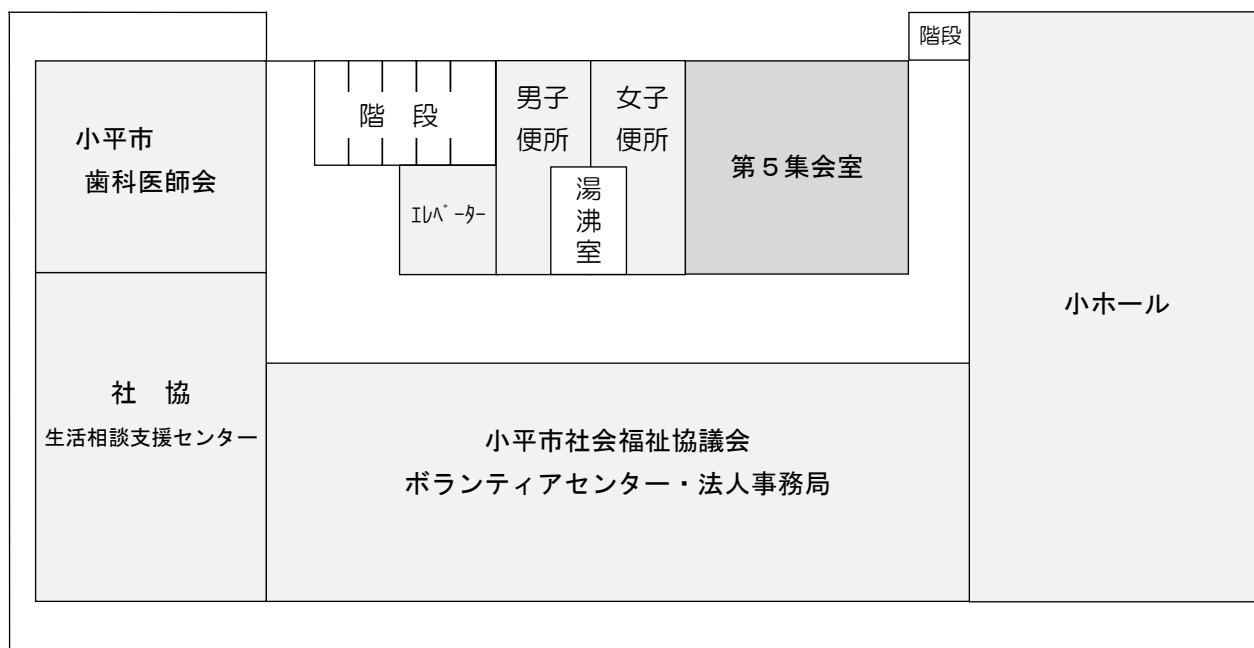 階段
小平市
歯科医師会
階　段
ｴﾚﾍﾞｰﾀｰ
男子
便所
女子
便所
湯沸室
第５集会室
小ホール
社　協
生活相談支援センター
小平市社会福祉協議会
ボランティアセンター・法人事務局